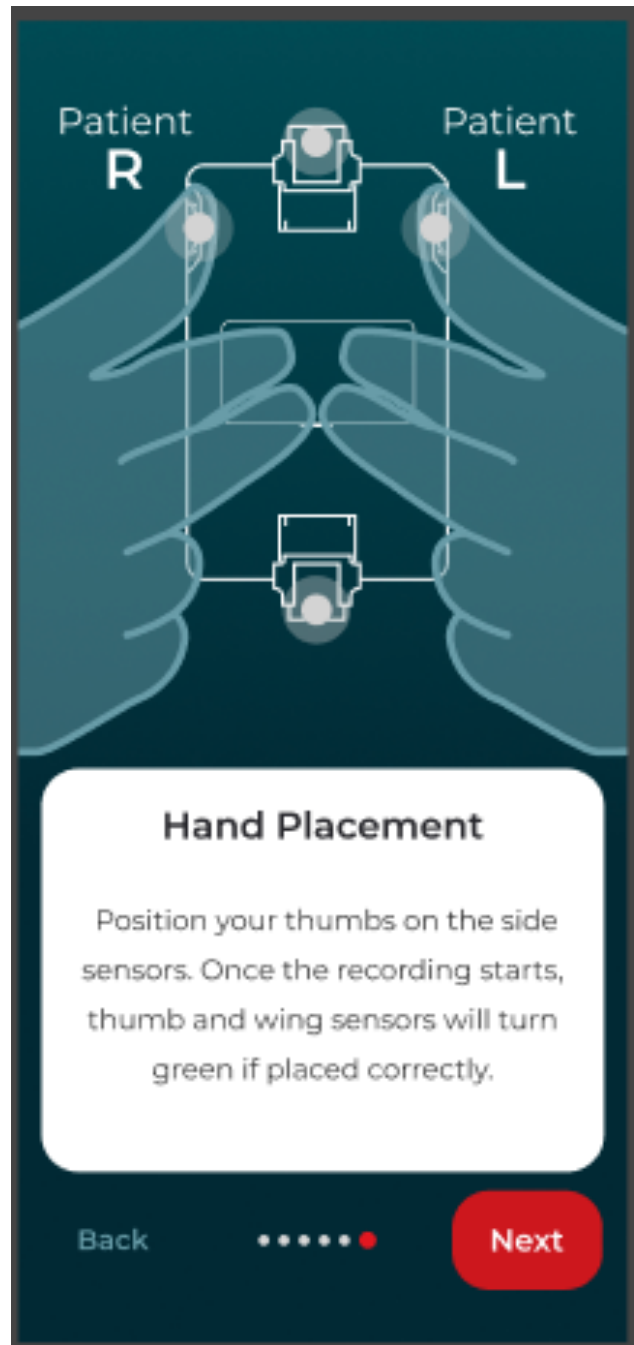 Patient
R
Patient
L
Hand Placement
Position your thumbs on the side
sensors. Once the recording starts,
thumb and wing sensors will turn
green if placed correctly.
Back
Next